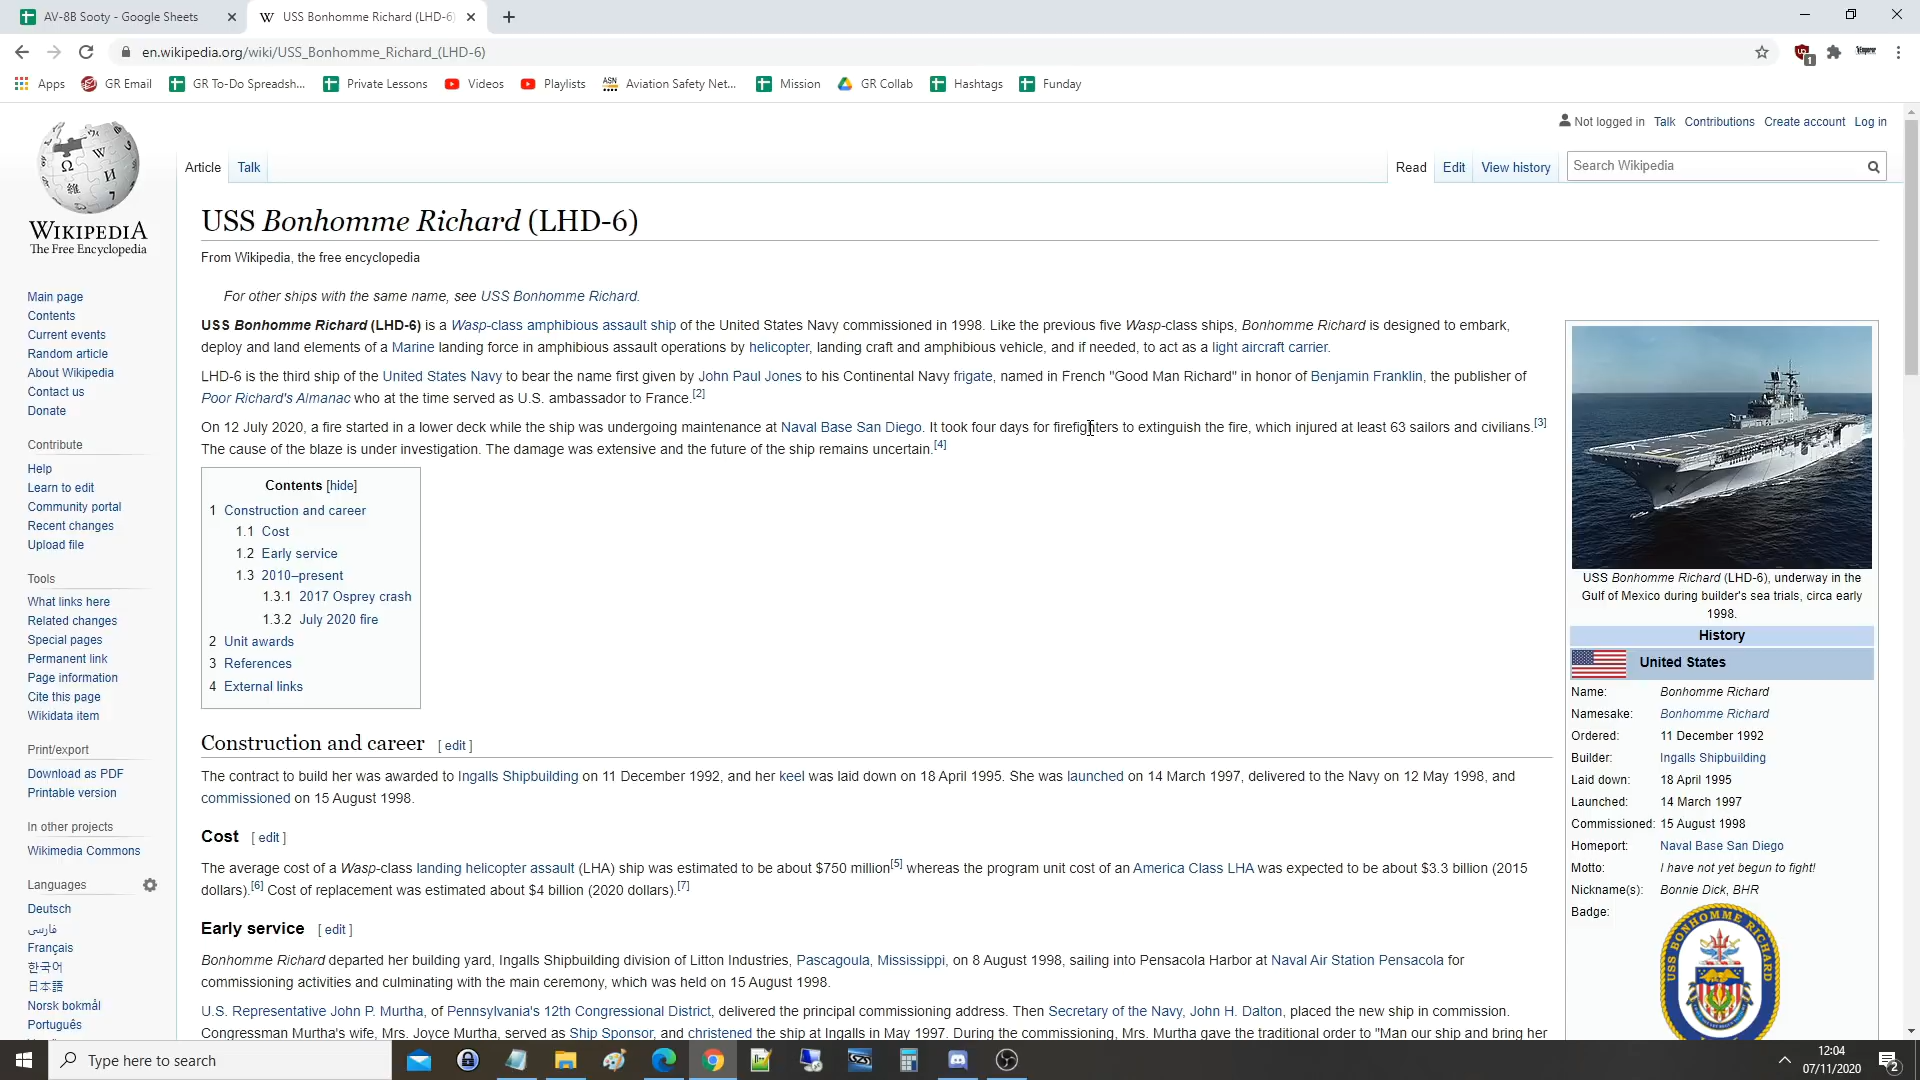 AV-8B Sooty - Google Sheets
USS Bonhomme Richard (LHD-6)
en.wikipedia.org/wiki/USS_Bonhomme_Richard_(LHD-6)
1
Apps
GR Email
GR To-Do Spreadsh...
Private Lessons
Videos
Playlists
ASN
Aviation Safety Net...
Mission
GR Collab
Hashtags
Funday
Not logged in Talk Contributions Create account Log in
Article Talk
Read Edit View history Search Wikipedia
WIKIPEDIA
The Free Encyclopedia
Main page
Contents
Current events
Random article
About Wikipedia
Contact us
Donate
Contribute
Help
Learn to edit
Community portal
Recent changes
Upload file
Tools
What links here
Related changes
Special pages
Permanent link
Page information
Cite this page
Wikidata item
Print/export
Download as PDF
Printable version
In other projects
Wikimedia Commons
Languages
Deutsch
فارسی
Français
한국어
日本語
Norsk bokmål
Português
USS Bonhomme Richard (LHD-6)
From Wikipedia, the free encyclopedia
For other ships with the same name, see USS Bonhomme Richard.
USS Bonhomme Richard (LHD-6) is a Wasp-class amphibious assault ship of the United States Navy commissioned in 1998. Like the previous five Wasp-class ships, Bonhomme Richard is designed to embark,
deploy and land elements of a Marine landing force in amphibious assault operations by helicopter, landing craft and amphibious vehicle, and if needed, to act as a light aircraft carrier.
LHD-6 is the third ship of the United States Navy to bear the name first given by John Paul Jones to his Continental Navy frigate, named in French "Good Man Richard" in honor of Benjamin Franklin, the publisher of
Poor Richard's Almanac who at the time served as U.S. ambassador to France.[2]
On 12 July 2020, a fire started in a lower deck while the ship was undergoing maintenance at Naval Base San Diego. It took four days for firefighters to extinguish the fire, which injured at least 63 sailors and civilians.[3]
The cause of the blaze is under investigation. The damage was extensive and the future of the ship remains uncertain.[4]
Contents [hide]
1 Construction and career
1.1 Cost
1.2 Early service
1.3 2010–present
1.3.1 2017 Osprey crash
1.3.2 July 2020 fire
2 Unit awards
3 References
4 External links
Construction and career [ edit ]
The contract to build her was awarded to Ingalls Shipbuilding on 11 December 1992, and her keel was laid down on 18 April 1995. She was launched on 14 March 1997, delivered to the Navy on 12 May 1998, and
commissioned on 15 August 1998.
Cost [ edit ]
The average cost of a Wasp-class landing helicopter assault (LHA) ship was estimated to be about $750 million[5] whereas the program unit cost of an America Class LHA was expected to be about $3.3 billion (2015
dollars).[6] Cost of replacement was estimated about $4 billion (2020 dollars).[7]
Early service [ edit ]
Bonhomme Richard departed her building yard, Ingalls Shipbuilding division of Litton Industries, Pascagoula, Mississippi, on 8 August 1998, sailing into Pensacola Harbor at Naval Air Station Pensacola for
commissioning activities and culminating with the main ceremony, which was held on 15 August 1998.
U.S. Representative John P. Murtha, of Pennsylvania's 12th Congressional District, delivered the principal commissioning address. Then Secretary of the Navy, John H. Dalton, placed the new ship in commission.
Congressman Murtha's wife, Mrs. Joyce Murtha, served as Ship Sponsor, and christened the ship at Ingalls in May 1997. During the commissioning, Mrs. Murtha gave the traditional order to "Man our ship and bring her
USS Bonhomme Richard (LHD-6), underway in the
Gulf of Mexico during builder's sea trials, circa early
1998.
History
United States
Name: Bonhomme Richard
Namesake: Bonhomme Richard
Ordered: 11 December 1992
Builder: Ingalls Shipbuilding
Laid down: 18 April 1995
Launched: 14 March 1997
Commissioned: 15 August 1998
Homeport: Naval Base San Diego
Motto: I have not yet begun to fight!
Nickname(s): Bonnie Dick, BHR
Badge:
USS BONHOMME RICHARD
Type here to search
12:04
07/11/2020
2